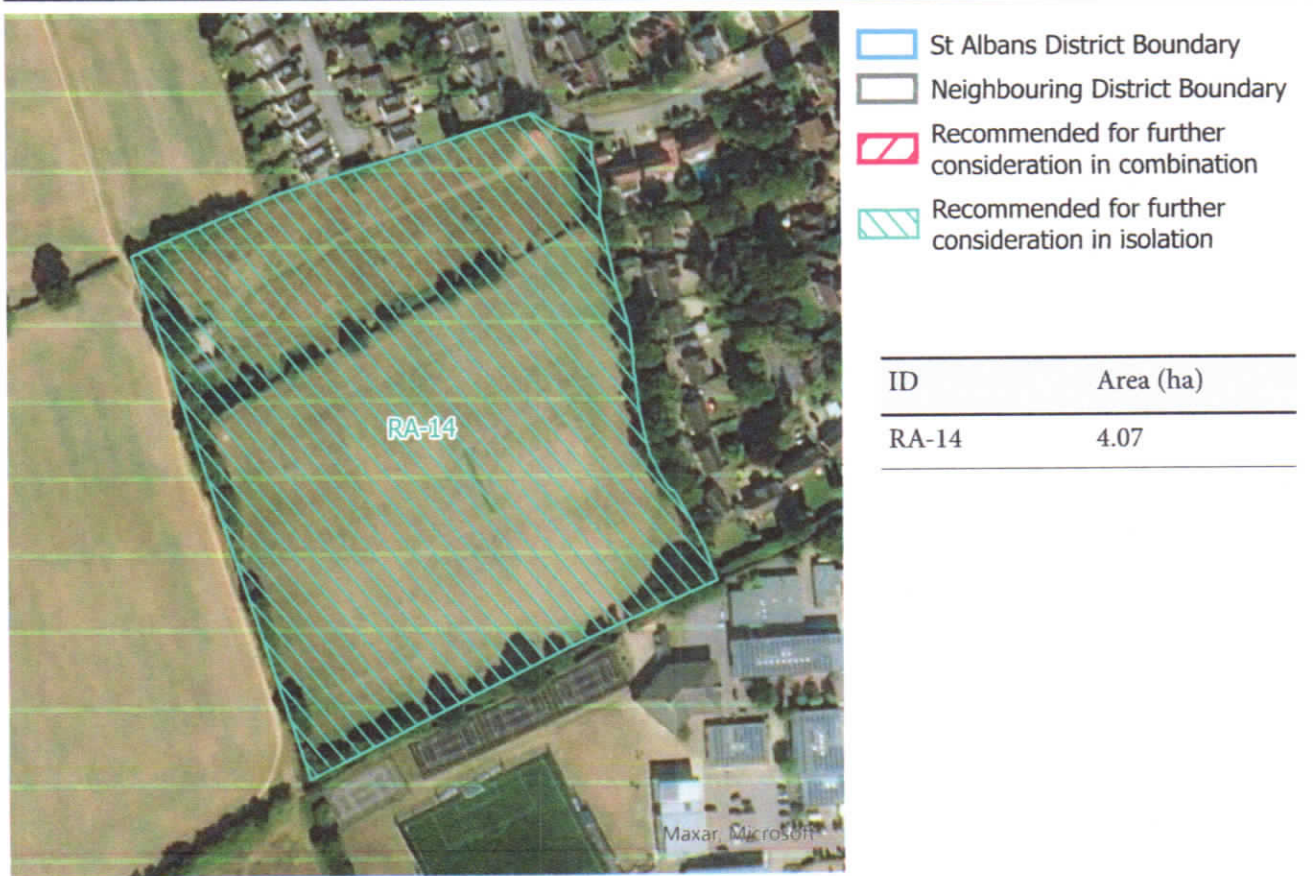 St Albans District Boundary
Neighbouring District Boundary
Recommended for further
consideration in combination
Recommended for further
consideration in isolation
ID Area (ha)
RA-14 4.07
RA-14
Maxar, Microsoft